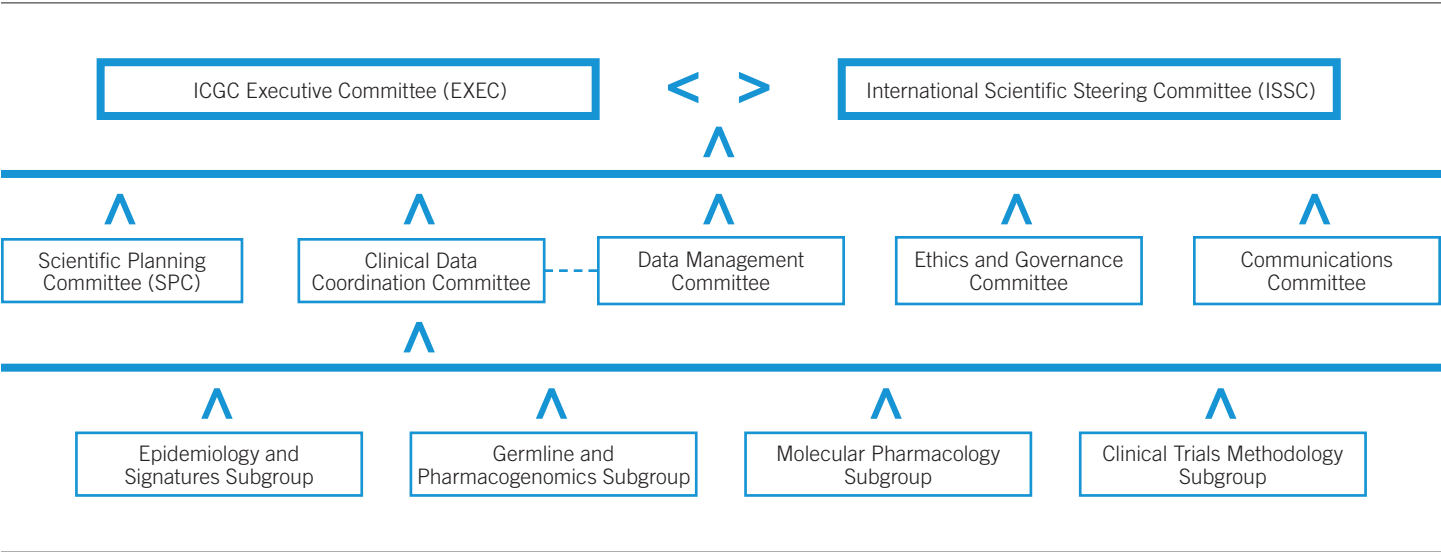 ICGC Executive Committee (EXEC)
International Scientific Steering Committee (ISSC)
Scientific Planning
Committee (SPC)
Clinical Data
Coordination Committee
Data Management
Committee
Ethics and Governance
Committee
Communications
Committee
Epidemiology and
Signatures Subgroup
Germline and
Pharmacogenomics Subgroup
Molecular Pharmacology
Subgroup
Clinical Trials Methodology
Subgroup